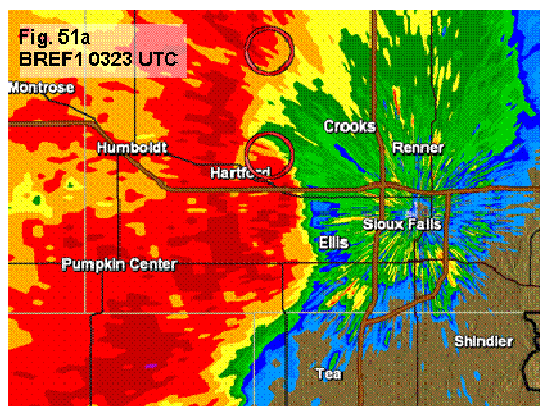 Fig. 51a
BREF1 0323 UTC
Montrose
Crooks
Humboldt
Renner
Hartford
Sioux Falls
Ellis
Pumpkin Center
Shindler
Tea